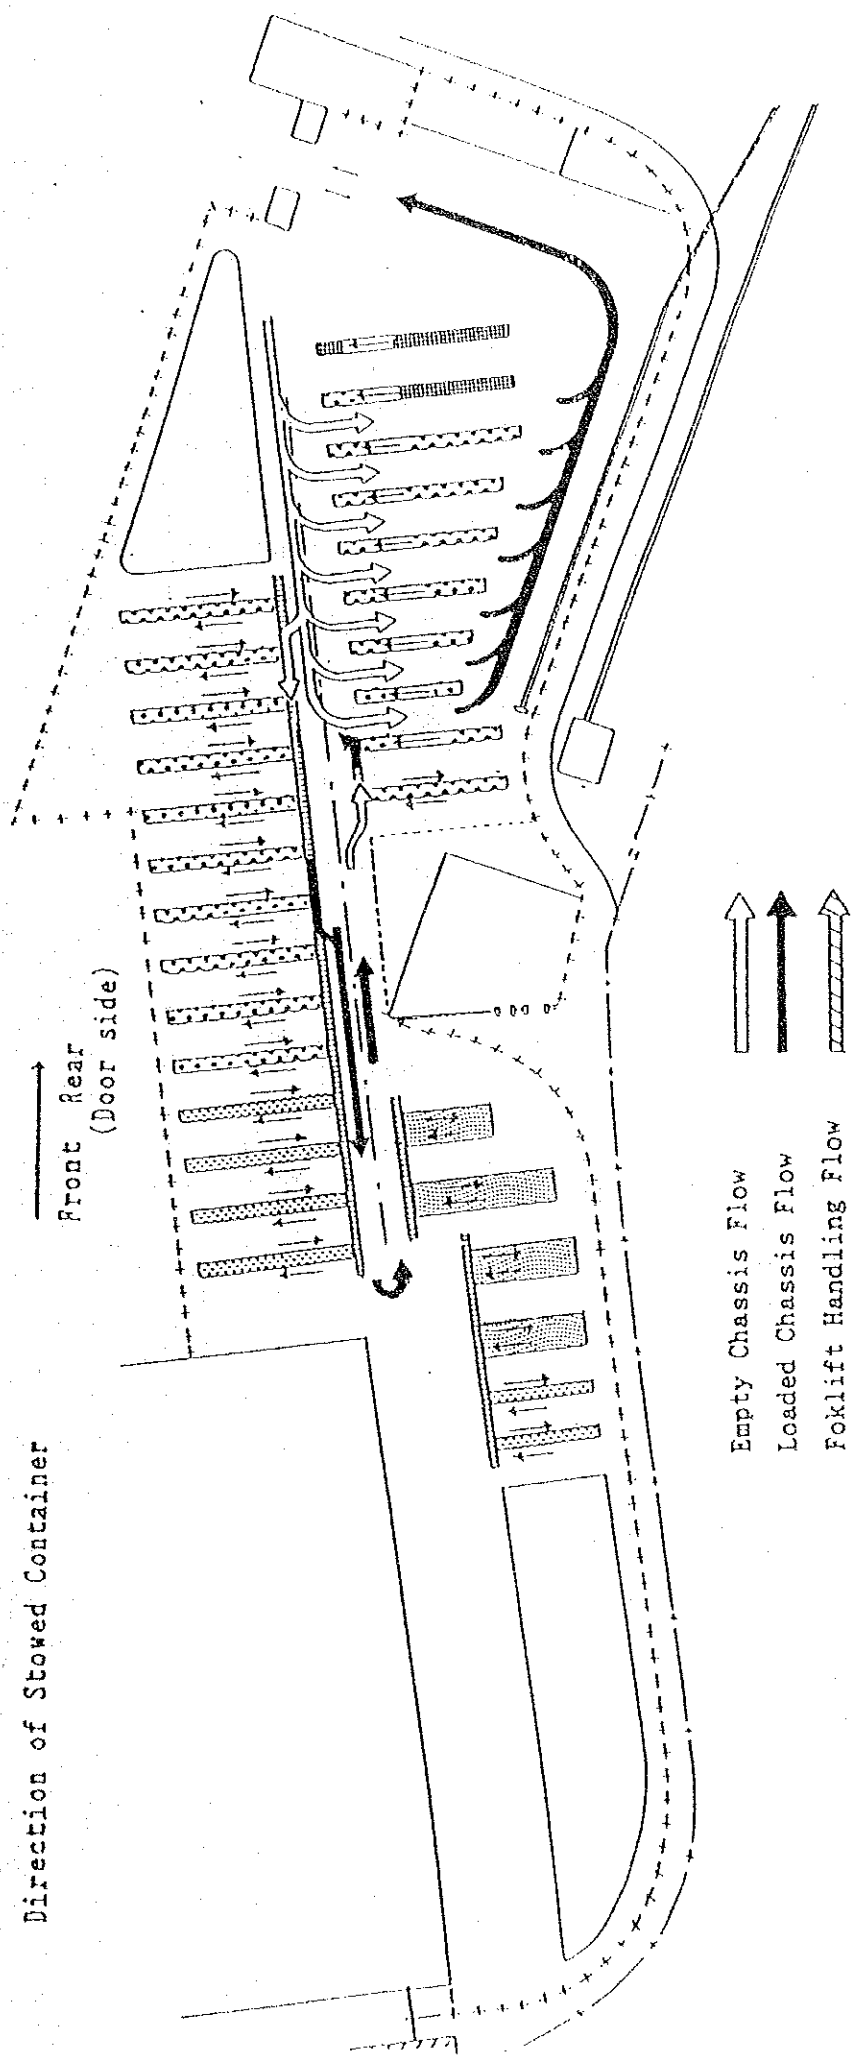 Direction of Stowed Container
Front Rear
(Door side)
Empty Chassis Flow
Loaded Chassis Flow
Foklift Handling Flow